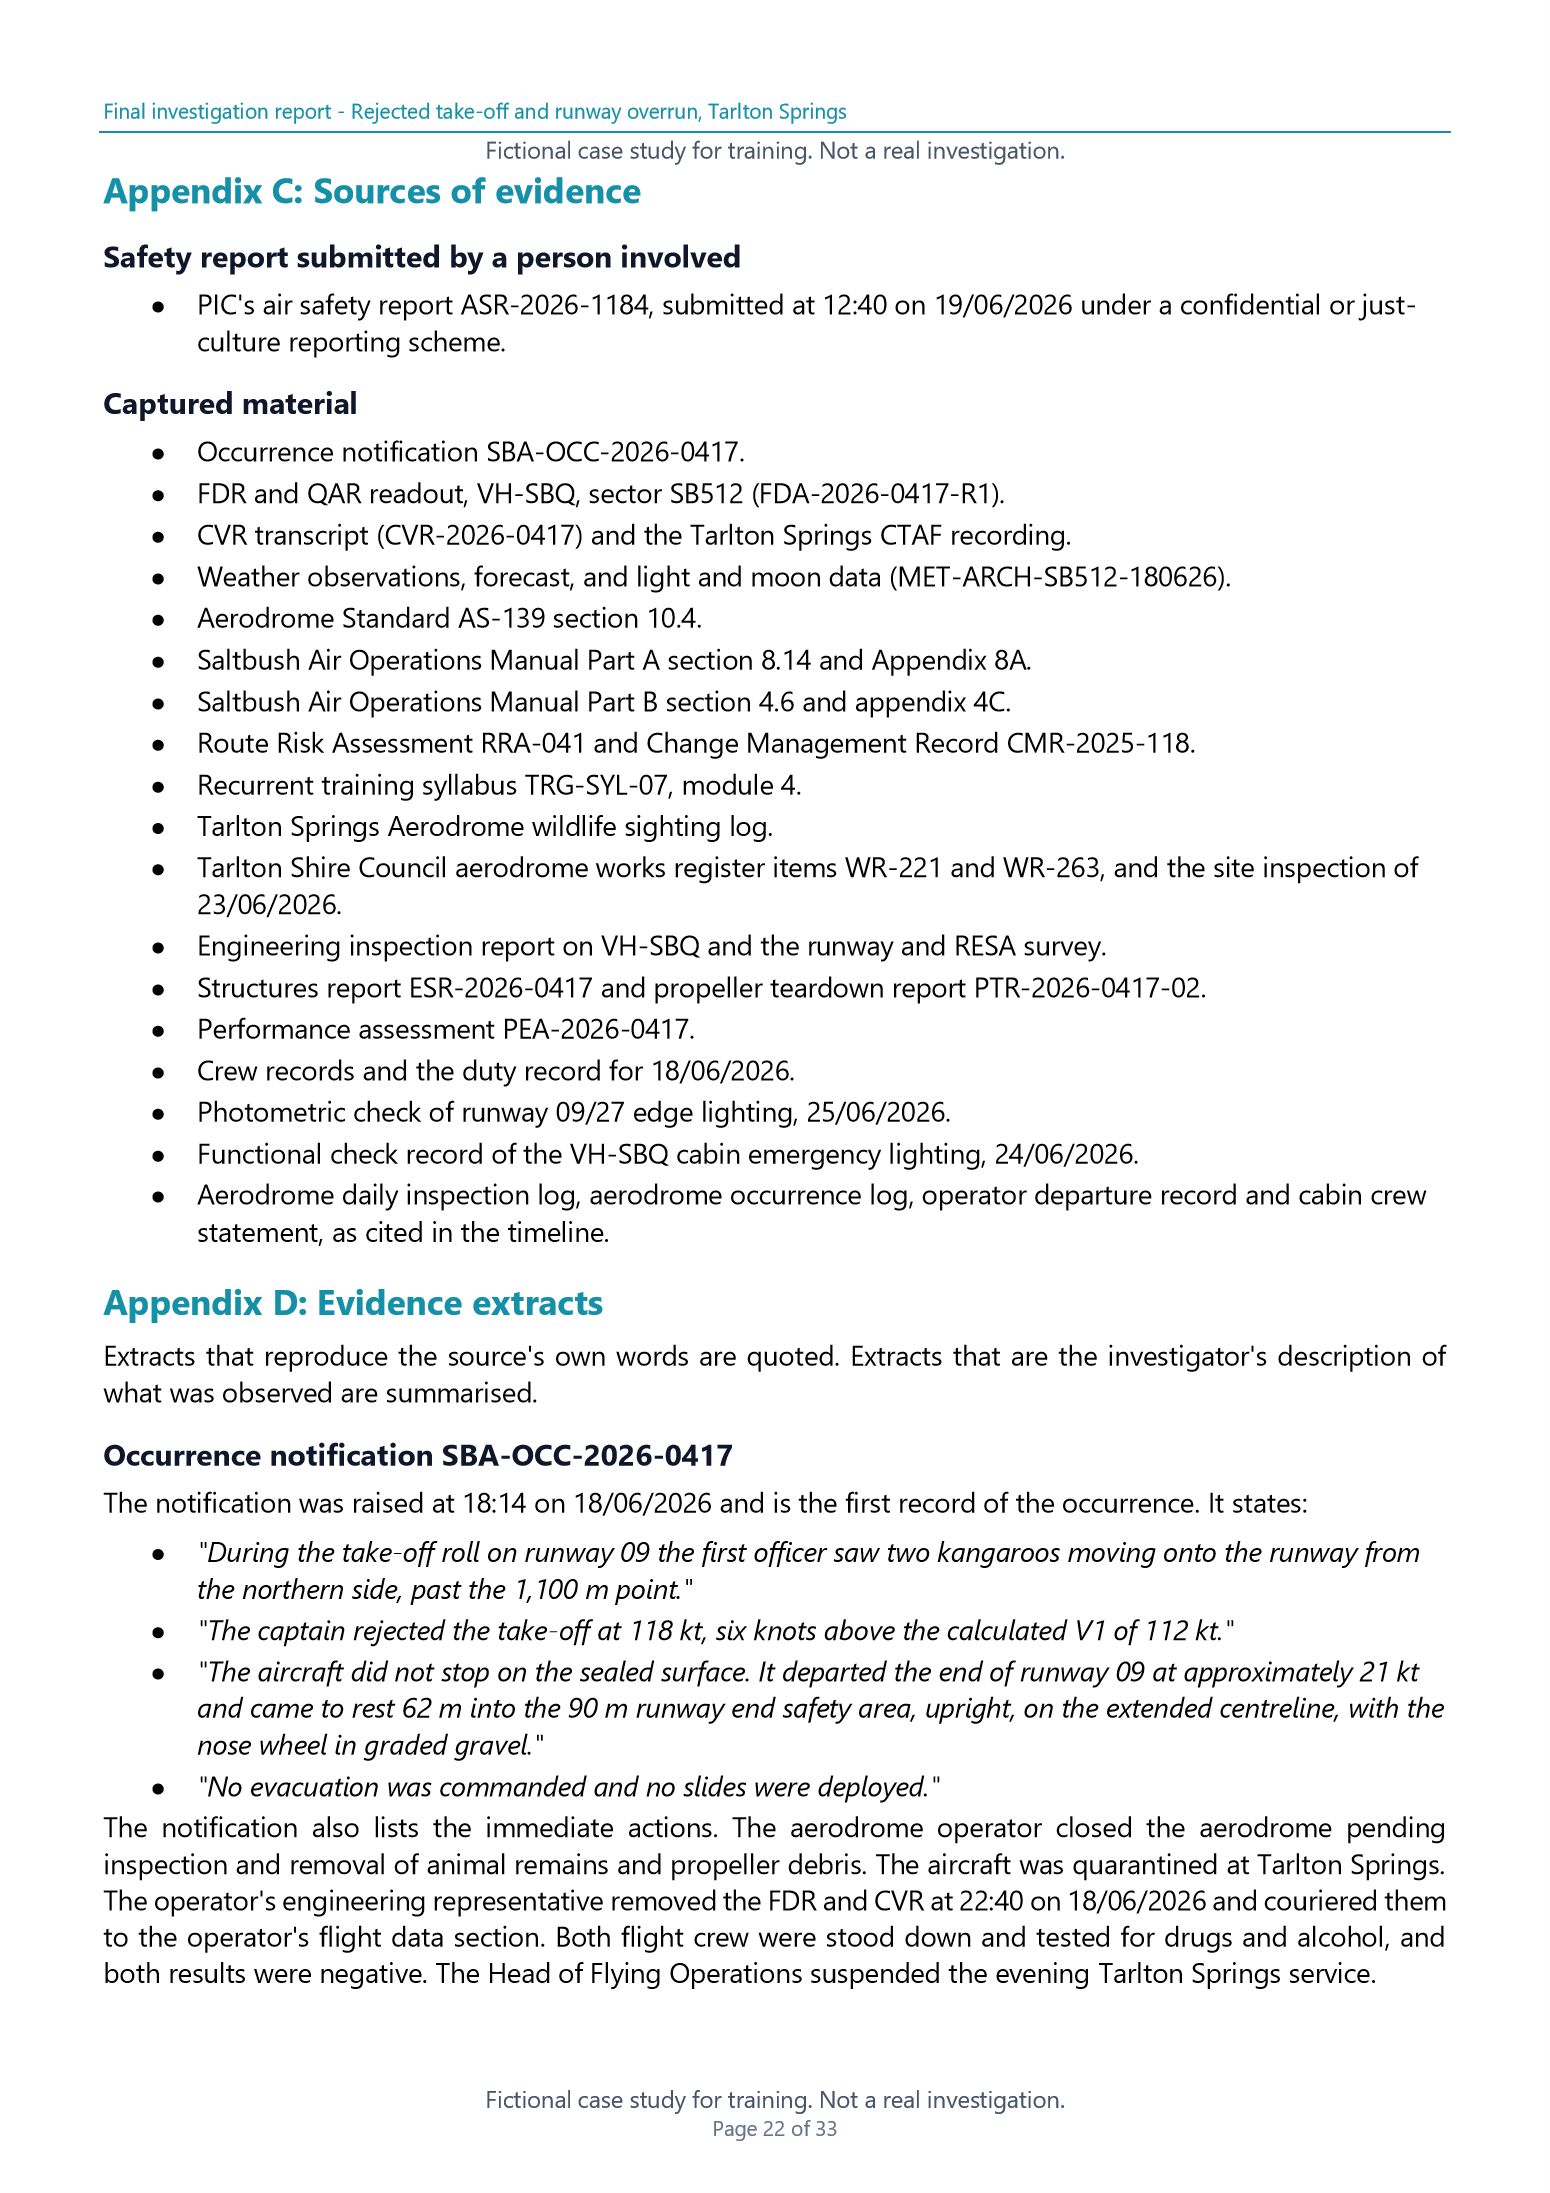 Final investigation report - Rejected take-off and runway overrun, Tarlton Springs
Fictional case study for training. Not a real investigation.
Appendix C: Sources of evidence
Safety report submitted by a person involved
● PIC's air safety report ASR-2026-1184, submitted at 12:40 on 19/06/2026 under a confidential or just-
culture reporting scheme.
Captured material
● Occurrence notification SBA-OCC-2026-0417.
● FDR and QAR readout, VH-SBQ, sector SB512 (FDA-2026-0417-R1).
● CVR transcript (CVR-2026-0417) and the Tarlton Springs CTAF recording.
● Weather observations, forecast, and light and moon data (MET-ARCH-SB512-180626).
● Aerodrome Standard AS-139 section 10.4.
● Saltbush Air Operations Manual Part A section 8.14 and Appendix 8A.
● Saltbush Air Operations Manual Part B section 4.6 and appendix 4C.
● Route Risk Assessment RRA-041 and Change Management Record CMR-2025-118.
● Recurrent training syllabus TRG-SYL-07, module 4.
● Tarlton Springs Aerodrome wildlife sighting log.
● Tarlton Shire Council aerodrome works register items WR-221 and WR-263, and the site inspection of
23/06/2026.
● Engineering inspection report on VH-SBQ and the runway and RESA survey.
● Structures report ESR-2026-0417 and propeller teardown report PTR-2026-0417-02.
● Performance assessment PEA-2026-0417.
● Crew records and the duty record for 18/06/2026.
● Photometric check of runway 09/27 edge lighting, 25/06/2026.
● Functional check record of the VH-SBQ cabin emergency lighting, 24/06/2026.
● Aerodrome daily inspection log, aerodrome occurrence log, operator departure record and cabin crew
statement, as cited in the timeline.
Appendix D: Evidence extracts
Extracts that reproduce the source's own words are quoted. Extracts that are the investigator's description of
what was observed are summarised.
Occurrence notification SBA-OCC-2026-0417
The notification was raised at 18:14 on 18/06/2026 and is the first record of the occurrence. It states:
● "During the take-off roll on runway 09 the first officer saw two kangaroos moving onto the runway from
the northern side, past the 1,100 m point."
● "The captain rejected the take-off at 118 kt, six knots above the calculated V1 of 112 kt."
● "The aircraft did not stop on the sealed surface. It departed the end of runway 09 at approximately 21 kt
and came to rest 62 m into the 90 m runway end safety area, upright, on the extended centreline, with the
nose wheel in graded gravel."
● "No evacuation was commanded and no slides were deployed."
The notification also lists the immediate actions. The aerodrome operator closed the aerodrome pending
inspection and removal of animal remains and propeller debris. The aircraft was quarantined at Tarlton Springs.
The operator's engineering representative removed the FDR and CVR at 22:40 on 18/06/2026 and couriered them
to the operator's flight data section. Both flight crew were stood down and tested for drugs and alcohol, and
both results were negative. The Head of Flying Operations suspended the evening Tarlton Springs service.
Fictional case study for training. Not a real investigation.
Page 22 of 33